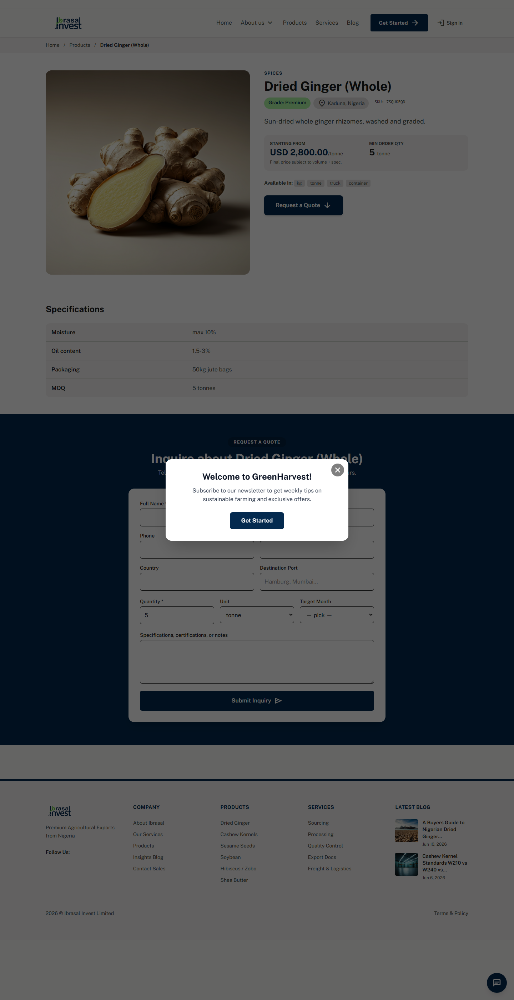 Ibrasal
invest
Home
About us
Products
Services
Blog
Get Started
Sign in
Home / Products / Dried Ginger (Whole)
SPICES
Dried Ginger (Whole)
Grade: Premium
Kaduna, Nigeria
SKU: 7SQUKFQD
Sun-dried whole ginger rhizomes, washed and graded.
STARTING FROM
USD 2,800.00/tonne
Final price subject to volume + spec.
MIN ORDER QTY
5 tonne
Available in: kg tonne truck container
Request a Quote
Specifications
Moisture max 10%
Oil content 1.5-3%
Packaging 50kg jute bags
MOQ 5 tonnes
REQUEST A QUOTE
Inquire about Dried Ginger (Whole)
Welcome to GreenHarvest!
Subscribe to our newsletter to get weekly tips on
sustainable farming and exclusive offers.
Get Started
Full Name
Phone
Country
Destination Port
Hamburg, Mumbai...
Quantity *
Unit
Target Month
5
tonne
— pick —
Specifications, certifications, or notes
Submit Inquiry
Ibrasal
invest
Premium Agricultural Exports
from Nigeria
Follow Us:
COMPANY
About Ibrasal
Our Services
Products
Insights Blog
Contact Sales
PRODUCTS
Dried Ginger
Cashew Kernels
Sesame Seeds
Soybean
Hibiscus / Zobo
Shea Butter
SERVICES
Sourcing
Processing
Quality Control
Export Docs
Freight & Logistics
LATEST BLOG
A Buyers Guide to
Nigerian Dried
Ginger...
Jun 10, 2026
Cashew Kernel
Standards W210 vs
W240 vs...
Jun 6, 2026
2026 © Ibrasal Invest Limited
Terms & Policy